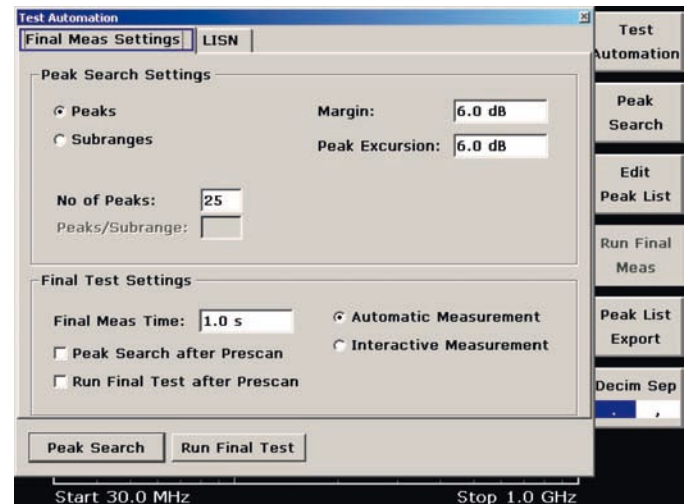 Test Automation
Final Meas Settings
LISN
Peak Search Settings
Peaks
Subranges
Margin: 6.0 dB
Peak Excursion: 6.0 dB
No of Peaks: 25
Peaks/Subrange:
Final Test Settings
Final Meas Time: 1.0 s
Peak Search after Prescan
Run Final Test after Prescan
Automatic Measurement
Interactive Measurement
Peak Search
Run Final Test
Start 30.0 MHz
Stop 1.0 GHz
Test
Automation
Peak
Search
Edit
Peak List
Run Final
Meas
Peak List
Export
Decim Sep
. ,